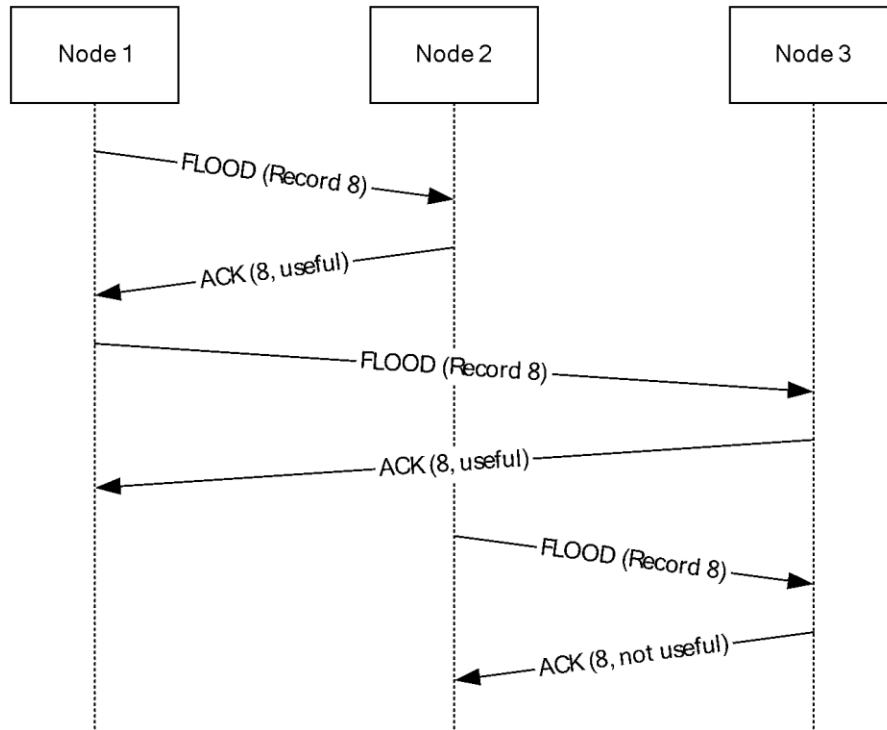 Node 1
Node 2
Node 3
FLOOD (Record 8)
ACK (8, useful)
FLOOD (Record 8)
ACK (8, useful)
FLOOD (Record 8)
ACK (8, not useful)